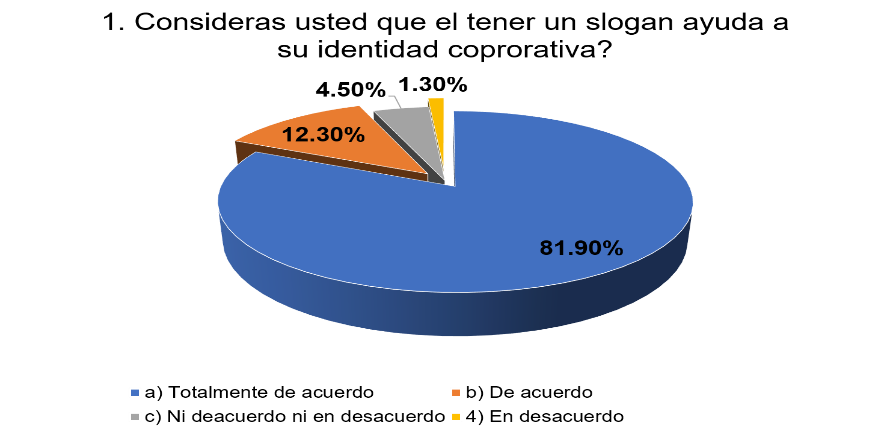 1. Consideras usted que el tener un slogan ayuda a
su identidad coprorativa?
4.50%
1.30%
12.30%
81.90%
a) Totalmente de acuerdo
b) De acuerdo
c) Ni deacuerdo ni en desacuerdo
4) En desacuerdo